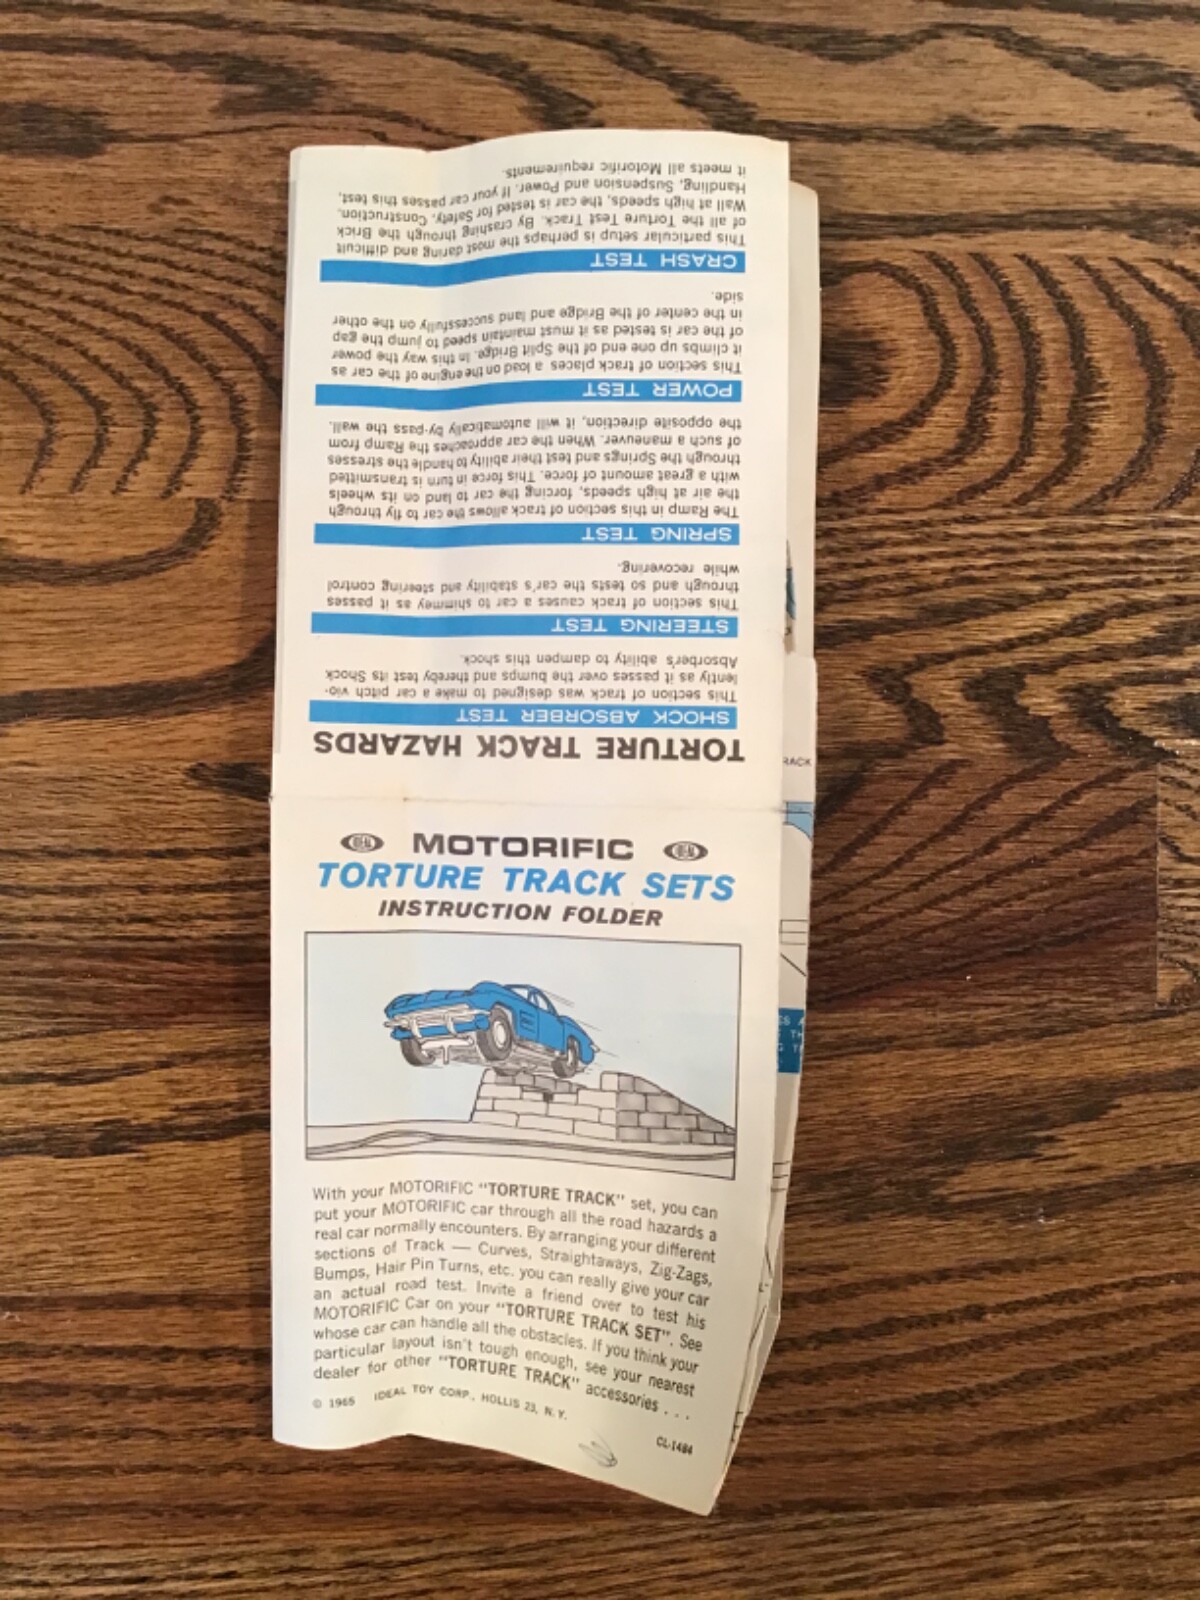 IDEAL MOTORIFIC IDEAL
TORTURE TRACK SETS
INSTRUCTION FOLDER
With your MOTORIFIC "TORTURE TRACK" set, you can
put your MOTORIFIC car through all the road hazards a
real car normally encounters. By arranging your different
sections of Track — Curves, Straightaways, Zig-Zags,
Bumps, Hair Pin Turns, etc. you can really give your car
an actual road test. Invite a friend over to test his
MOTORIFIC Car on your "TORTURE TRACK SET". See
whose car can handle all the obstacles. If you think your
particular layout isn't tough enough, see your nearest
dealer for other "TORTURE TRACK" accessories . . .
© 1965 IDEAL TOY CORP., HOLLIS 23, N. Y.
CL-1484
TORTURE TRACK HAZARDS
SHOCK ABSORBER TEST
This section of track was designed to make a car pitch vio-
lently as it passes over the bumps and thereby test its Shock
Absorber's ability to dampen this shock.
STEERING TEST
This section of track causes a car to shimmey as it passes
through and so tests the car's stability and steering control
while recovering.
SPRING TEST
The Ramp in this section of track allows the car to fly through
the air at high speeds, forcing the car to land on its wheels
with a great amount of force. This force in turn is transmitted
through the Springs and test their ability to handle the stresses
of such a maneuver. When the car approaches the Ramp from
the opposite direction, it will automatically by-pass the wall.
POWER TEST
This section of track places a load on the engine of the car as
it climbs up one end of the Split Bridge. In this way the power
of the car is tested as it must maintain speed to jump the gap
in the center of the Bridge and land successfully on the other
side.
CRASH TEST
This particular setup is perhaps the most daring and difficult
of all the Torture Test Track. By crashing through the Brick
Wall at high speeds, the car is tested for Safety, Construction,
Handling, Suspension and Power. If your car passes this test,
it meets all Motorific requirements.
RACK